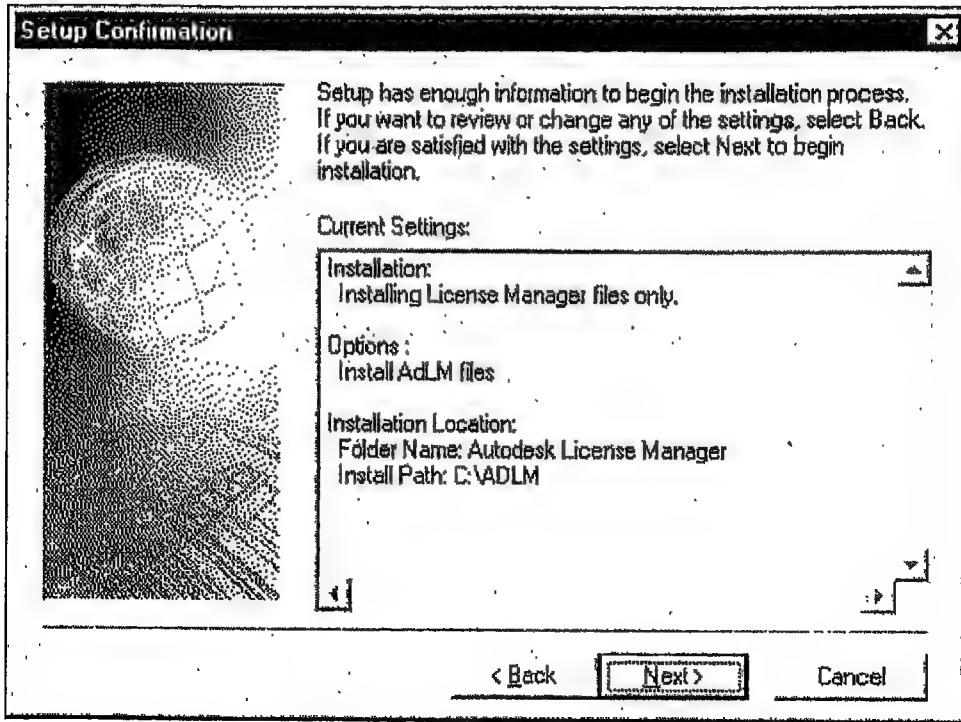 Setup Confirmation
Setup has enough information to begin the installation process.
If you want to review or change any of the settings, select Back.
If you are satisfied with the settings, select Next to begin
installation.
Current Settings:
Installation:
Installing License Manager files only.
Options :
Install AdLM files
Installation Location:
Folder Name: Autodesk License Manager
Install Path: C:\ADLM
< Back
Next >
Cancel